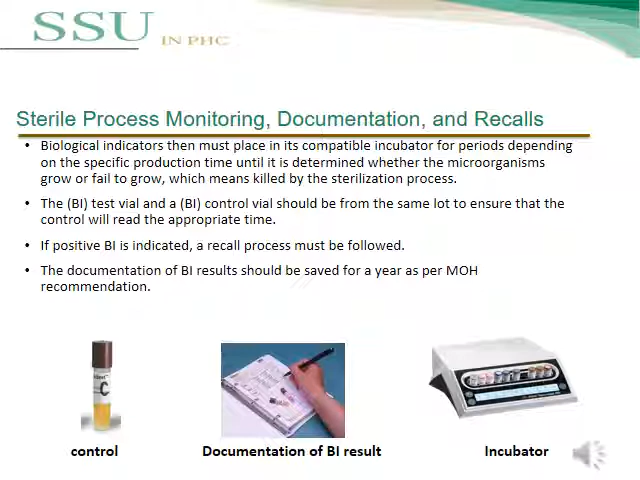 SSU IN PHC
Sterile Process Monitoring, Documentation, and Recalls
• Biological indicators then must place in its compatible incubator for periods depending
on the specific production time until it is determined whether the microorganisms
grow or fail to grow, which means killed by the sterilization process.
• The (BI) test vial and a (BI) control vial should be from the same lot to ensure that the
control will read the appropriate time.
• If positive BI is indicated, a recall process must be followed.
• The documentation of BI results should be saved for a year as per MOH
recommendation.
C
control
Documentation of BI result
Incubator